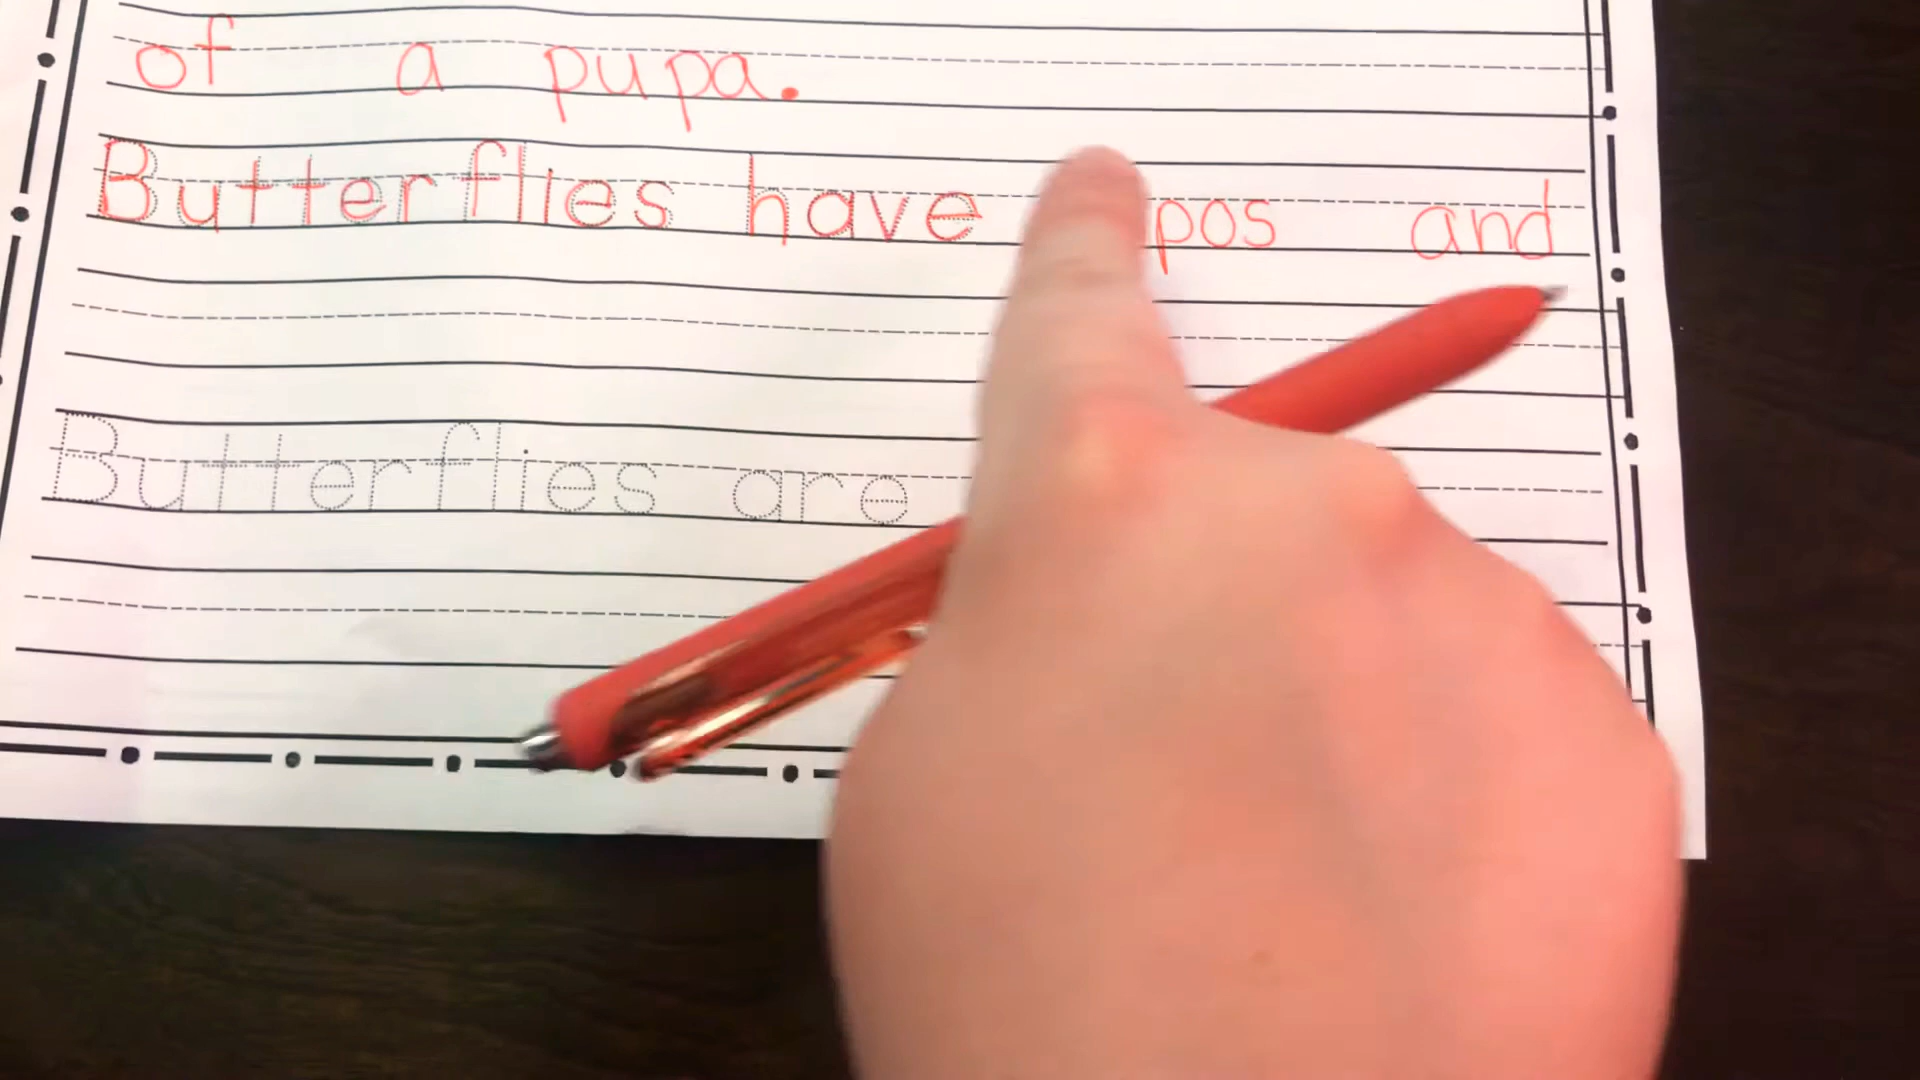 of a pupa.
Butterflies have pos and
Butterflies are